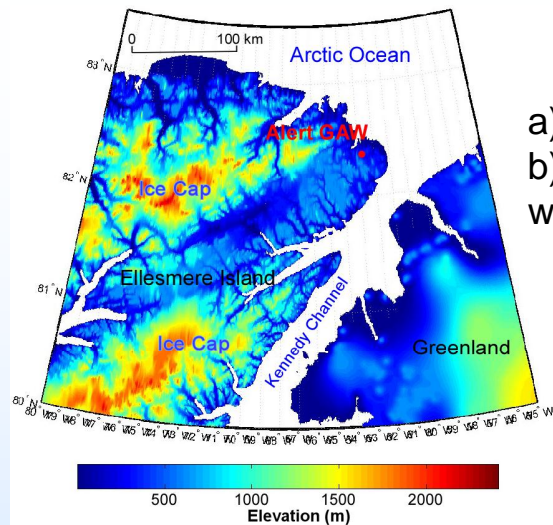 0 100 km
Arctic Ocean
83°N
Alert GAW
a)
b)
w
82°N
Ice Cap
Ellesmere Island
81°N
Kennedy Channel
Ice Cap
Greenland
80°N
500 1000 1500 2000
Elevation (m)